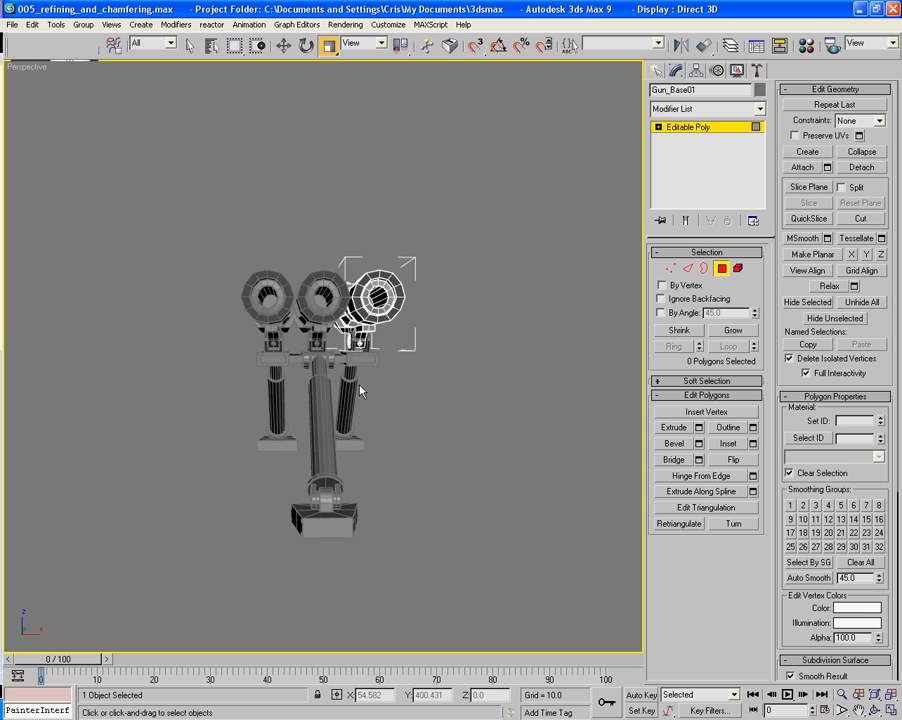 005_refining_and_chamfering.max - Project Folder: C:\Documents and Settings\Cris\My Documents\3dsmax - Autodesk 3ds Max 9 - Display : Direct 3D
File Edit Tools Group Views Create Modifiers reactor Animation Graph Editors Rendering Customize MAXScript Help
All View View
Perspective
Gun_Base01
Modifier List
Editable Poly
Selection
By Vertex
Ignore Backfacing
By Angle: 45.0
Shrink Grow
Ring Loop
0 Polygons Selected
Soft Selection
Edit Polygons
Insert Vertex
Extrude Outline
Bevel Inset
Bridge Flip
Hinge From Edge
Extrude Along Spline
Edit Triangulation
Retriangulate Turn
Edit Geometry
Repeat Last
Constraints: None
Preserve UVs
Create Collapse
Attach Detach
Slice Plane Split
Slice Reset Plane
QuickSlice Cut
MSmooth Tessellate
Make Planar X Y Z
View Align Grid Align
Relax
Hide Selected Unhide All
Hide Unselected
Named Selections:
Copy Paste
Delete Isolated Vertices
Full Interactivity
Polygon Properties
Material:
Set ID:
Select ID
Clear Selection
Smoothing Groups:
1 2 3 4 5 6 7 8
9 10 11 12 13 14 15 16
17 18 19 20 21 22 23 24
25 26 27 28 29 30 31 32
Select By SG Clear All
Auto Smooth 45.0
Edit Vertex Colors
Color:
Illumination:
Alpha: 100.0
Subdivision Surface
Smooth Result
z
x
0 / 100
0 10 20 30 40 50 60 70 80 90 100
1 Object Selected X: 54.582 Y: 400.431 Z: 0.0 Grid = 10.0 Auto Key Selected
PainterInterf Click or click-and-drag to select objects Add Time Tag Set Key Key Filters... 0